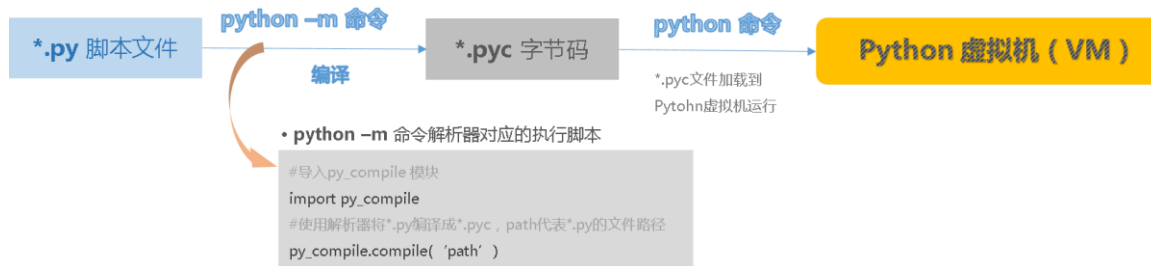 python –m 命令
python 命令
*.py 脚本文件
*.pyc 字节码
Python 虚拟机（VM）
编译
*.pyc文件加载到
Pytohn虚拟机运行
• python –m 命令解析器对应的执行脚本
#导入py_compile 模块
import py_compile
#使用解析器将*.py编译成*.pyc，path代表*.py的文件路径
py_compile.compile(‘path’)